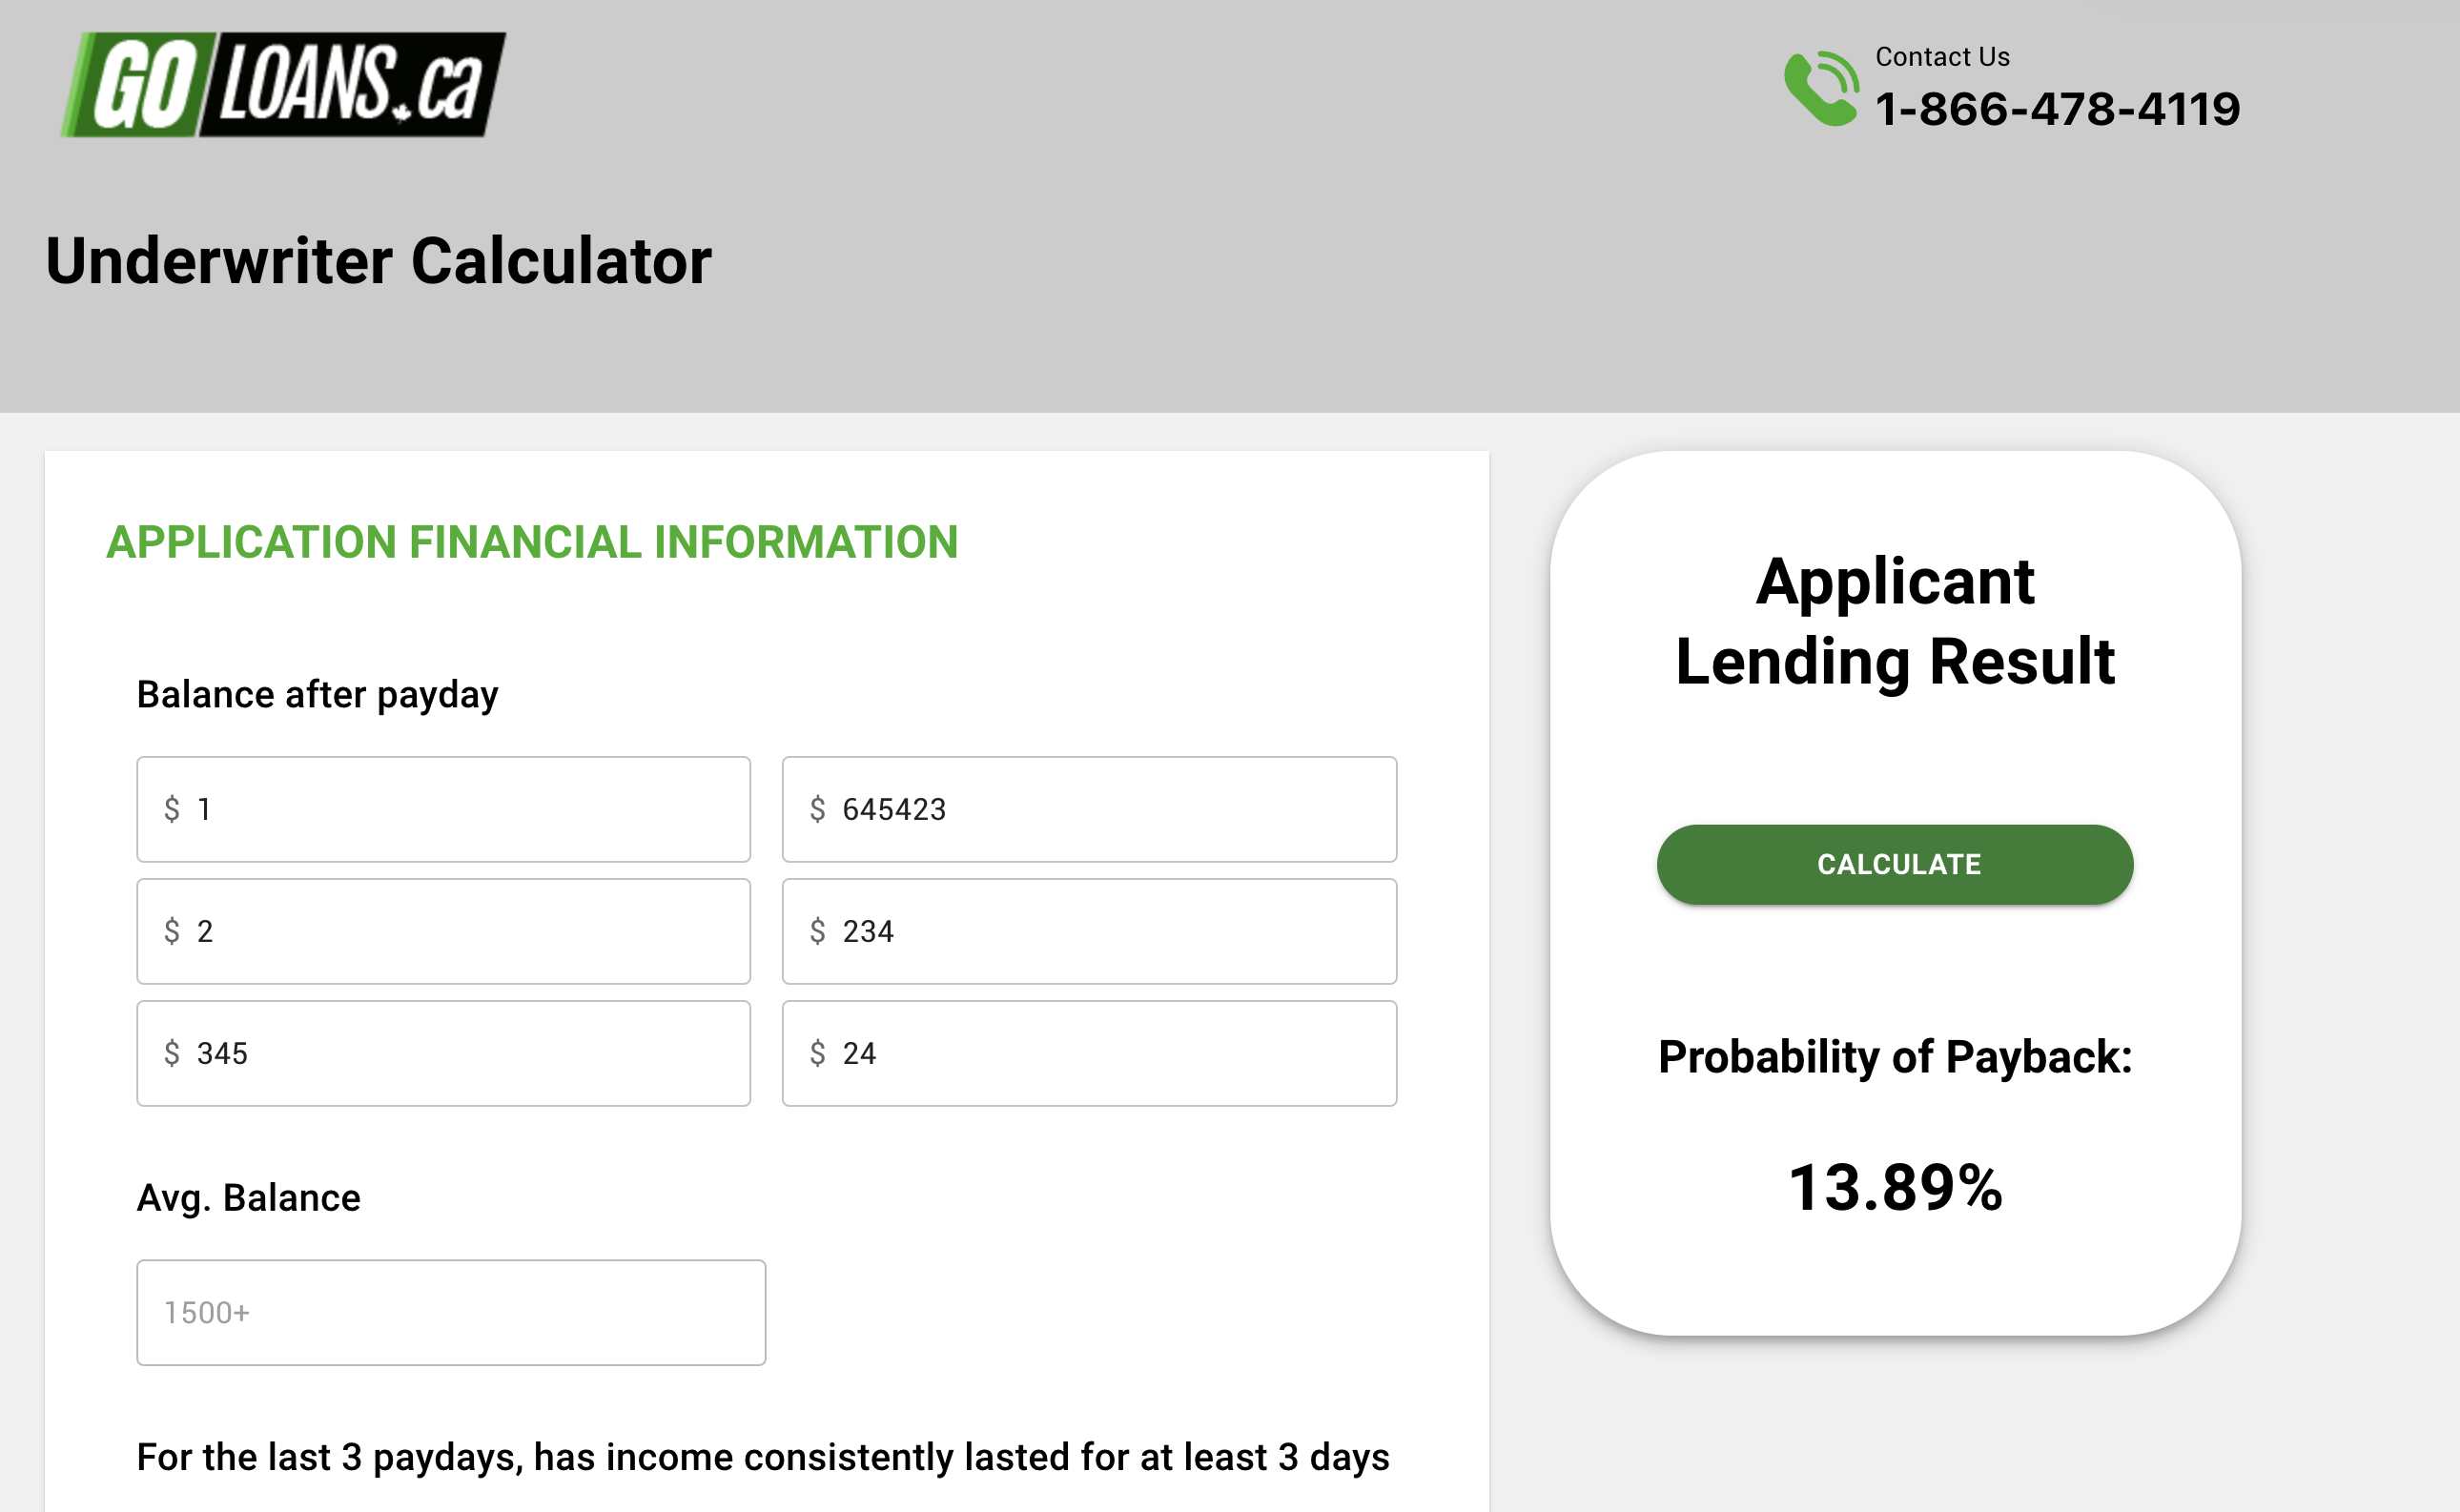 GO LOANS.ca
Contact Us
1-866-478-4119
Underwriter Calculator
APPLICATION FINANCIAL INFORMATION
Balance after payday
$ 1
$ 645423
$ 2
$ 234
$ 345
$ 24
Avg. Balance
1500+
For the last 3 paydays, has income consistently lasted for at least 3 days
Applicant
Lending Result
CALCULATE
Probability of Payback:
13.89%